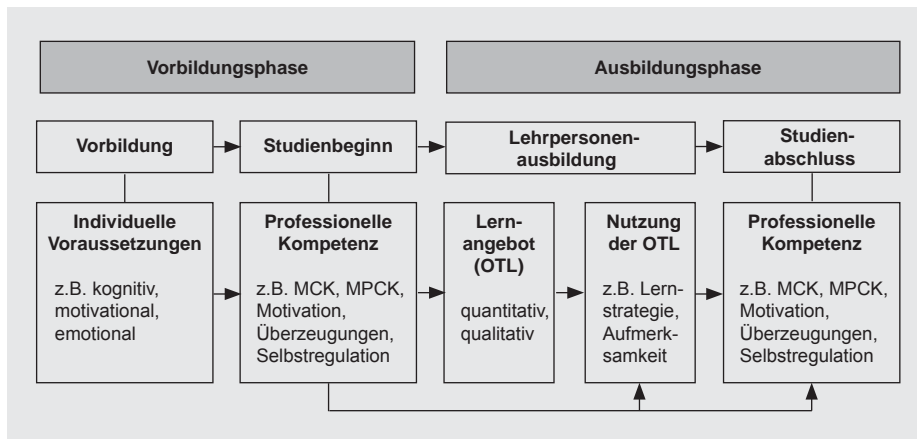 Vorbildungsphase
Ausbildungsphase
Vorbildung
Studienbeginn
Lehrpersonen-
ausbildung
Studien-
abschluss
Individuelle
Voraussetzungen
z.B. kognitiv,
motivational,
emotional
Professionelle
Kompetenz
z.B. MCK, MPCK,
Motivation,
Überzeugungen,
Selbstregulation
Lern-
angebot
(OTL)
quantitativ,
qualitativ
Nutzung
der OTL
z.B. Lern-
strategie,
Aufmerk-
samkeit
Professionelle
Kompetenz
z.B. MCK, MPCK,
Motivation,
Überzeugungen,
Selbstregulation